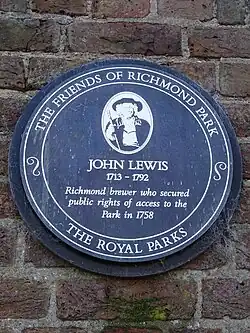 THE FRIENDS OF RICHMOND PARK
JOHN LEWIS
1713 - 1792
Richmond brewer who secured
public rights of access to the
Park in 1758
THE ROYAL PARKS